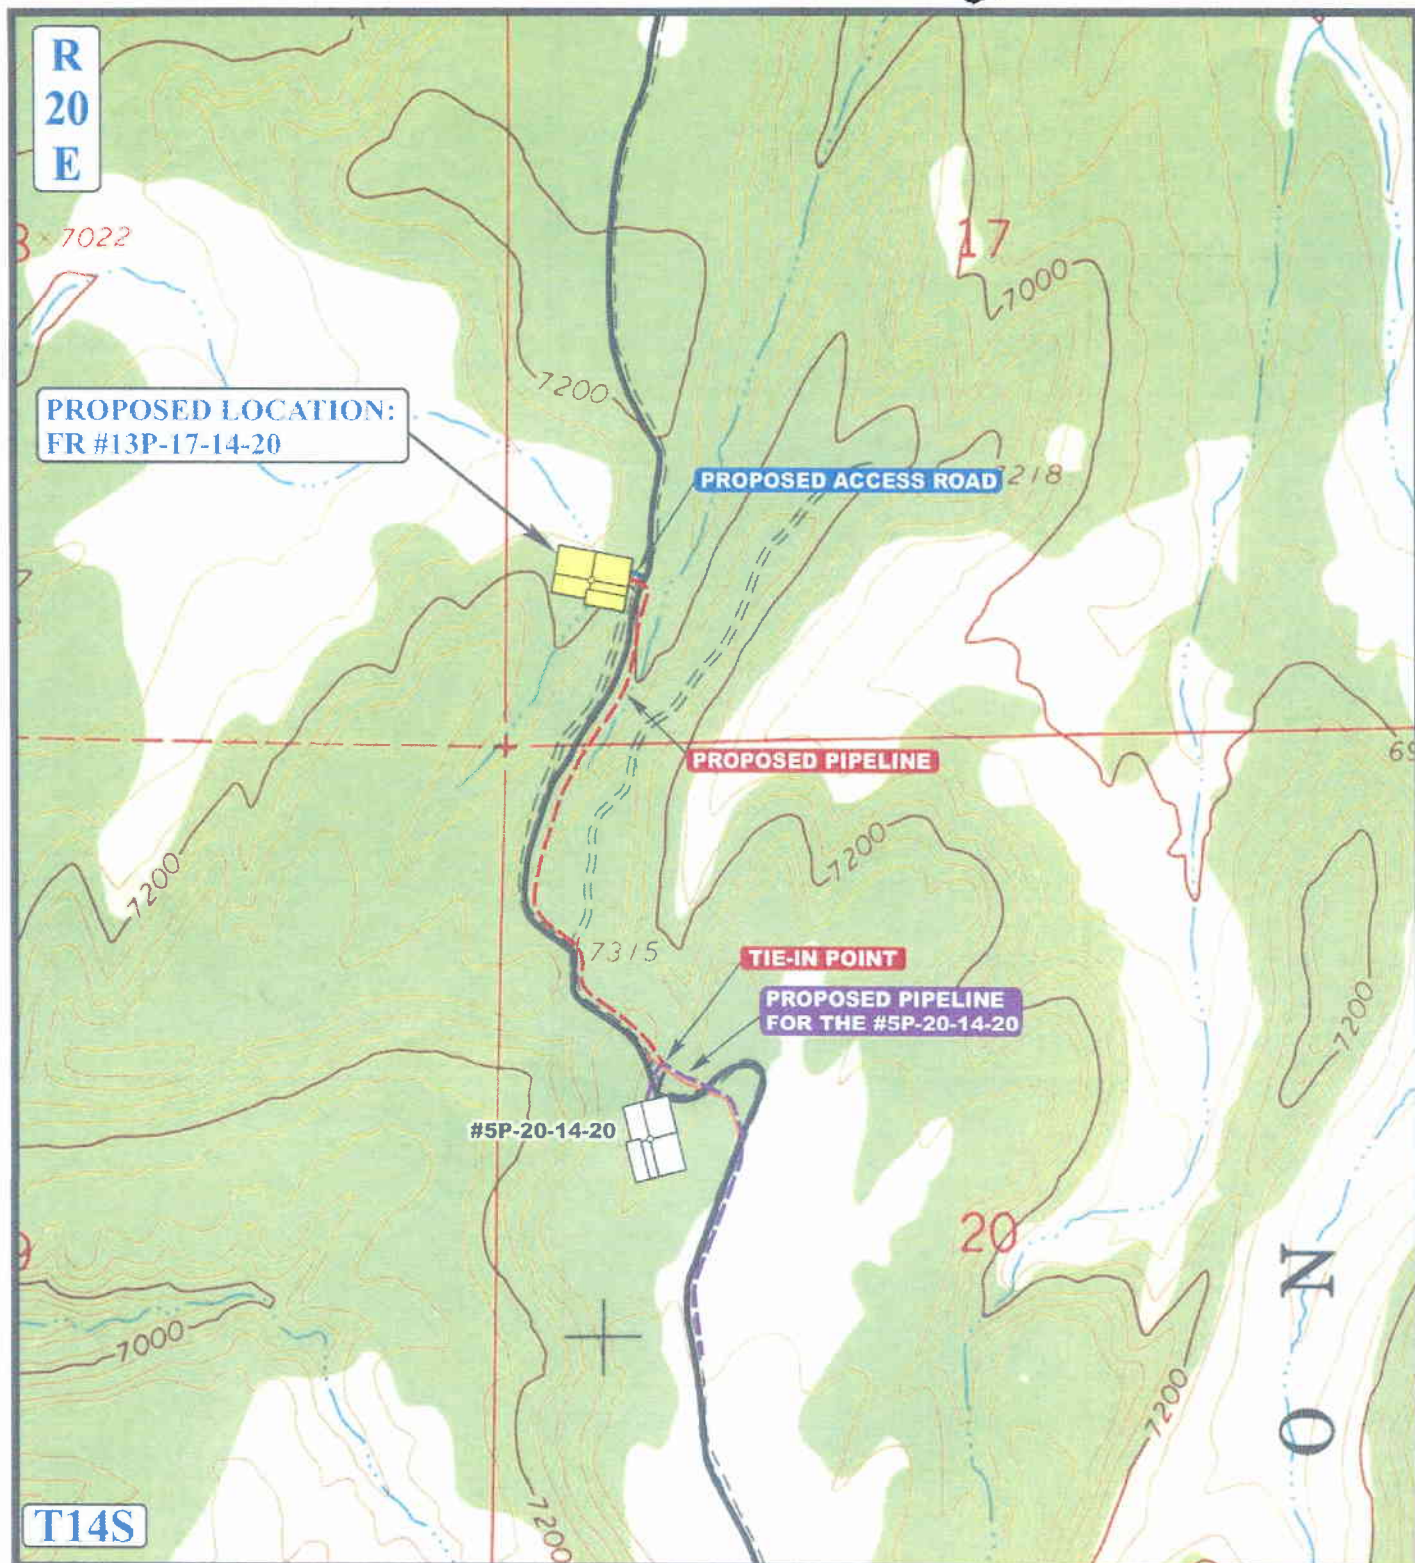 R
20
E
7022
17
7000
7200
PROPOSED LOCATION:
FR #13P-17-14-20
PROPOSED ACCESS ROAD
PROPOSED PIPELINE
7200
7200
7315
TIE-IN POINT
PROPOSED PIPELINE
FOR THE #5P-20-14-20
7200
#5P-20-14-20
20
N
O
7000
7200
7200
T14S